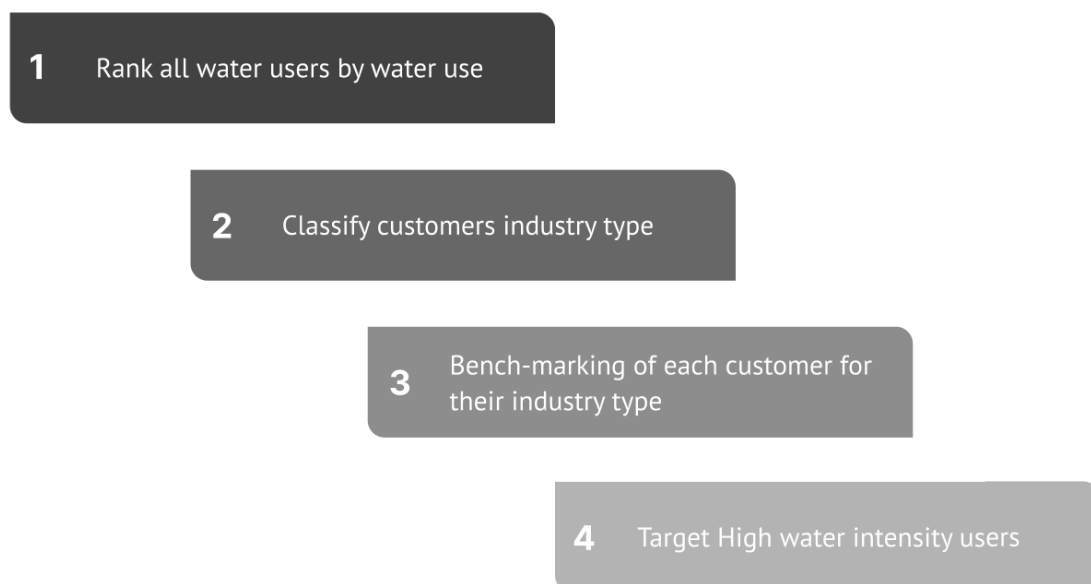 1 Rank all water users by water use
2 Classify customers industry type
3 Bench-marking of each customer for
their industry type
4 Target High water intensity users